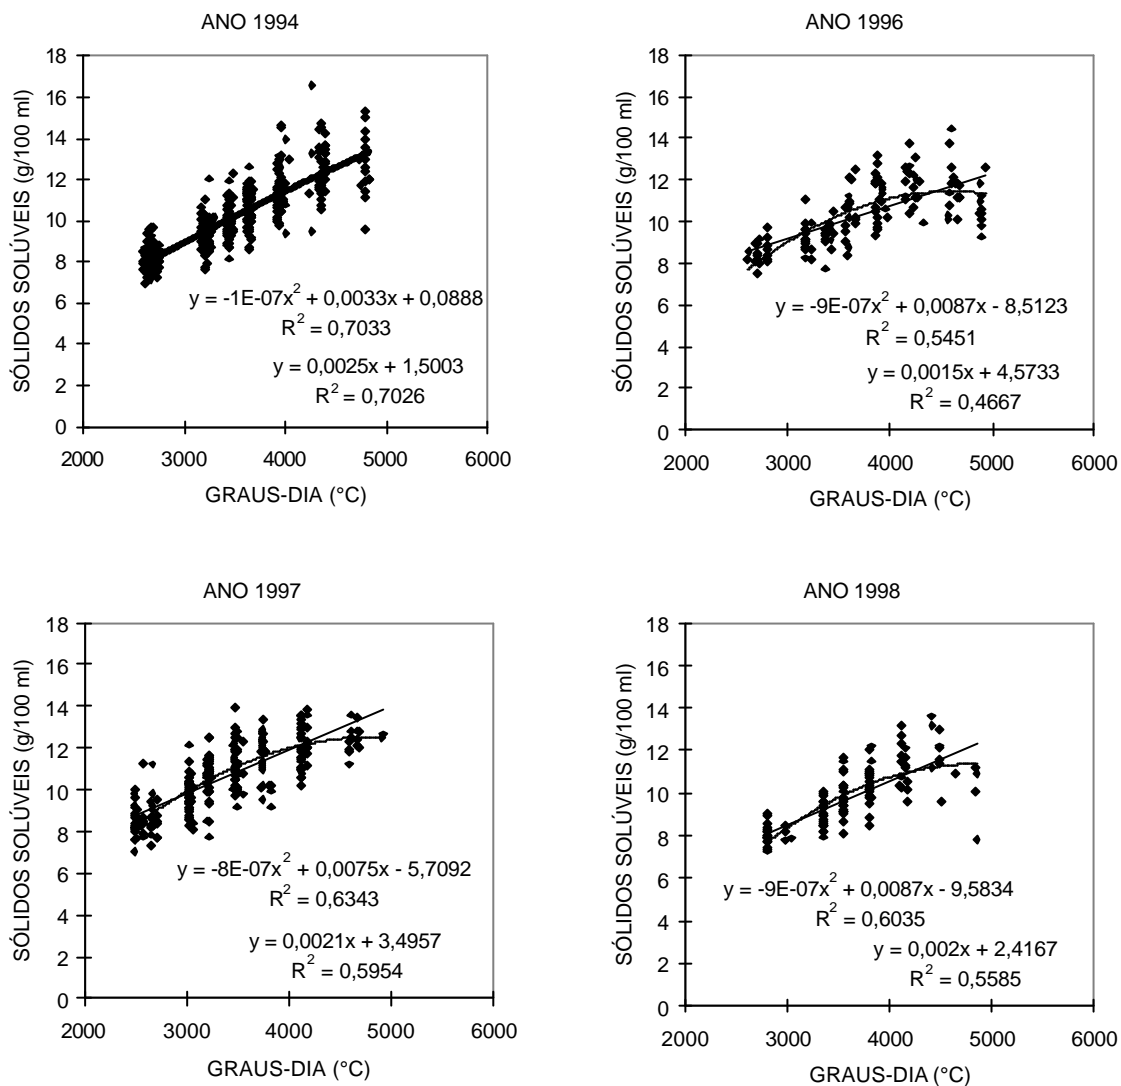 ANO 1994
SÓLIDOS SOLÚVEIS (g/100 ml)
18
16
14
12
10
8
6
4
2
0
y = -1E-07x² + 0,0033x + 0,0888
R² = 0,7033
y = 0,0025x + 1,5003
R² = 0,7026
2000 3000 4000 5000 6000
GRAUS-DIA (°C)
ANO 1996
SÓLIDOS SOLÚVEIS (g/100 ml)
18
16
14
12
10
8
6
4
2
0
y = -9E-07x² + 0,0087x - 8,5123
R² = 0,5451
y = 0,0015x + 4,5733
R² = 0,4667
2000 3000 4000 5000 6000
GRAUS-DIA (°C)
ANO 1997
SÓLIDOS SOLÚVEIS (g/100 ml)
18
16
14
12
10
8
6
4
2
0
y = -8E-07x² + 0,0075x - 5,7092
R² = 0,6343
y = 0,0021x + 3,4957
R² = 0,5954
2000 3000 4000 5000 6000
GRAUS-DIA (°C)
ANO 1998
SÓLIDOS SOLÚVEIS (g/100 ml)
18
16
14
12
10
8
6
4
2
0
y = -9E-07x² + 0,0087x - 9,5834
R² = 0,6035
y = 0,002x + 2,4167
R² = 0,5585
2000 3000 4000 5000 6000
GRAUS-DIA (°C)